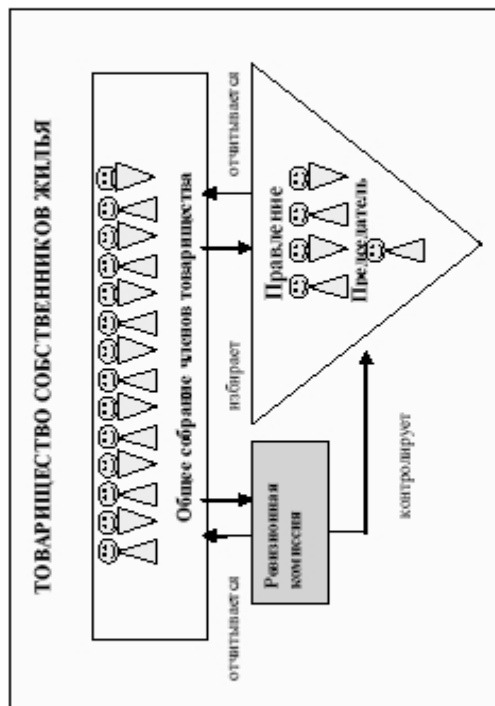 ТОВАРИЩЕСТВО СОБСТВЕННИКОВ ЖИЛЬЯ
Общее собрание членов товарищества
отчитывается
избирает
отчитывается
Ревизионная
комиссия
Правление
Председатель
контролирует